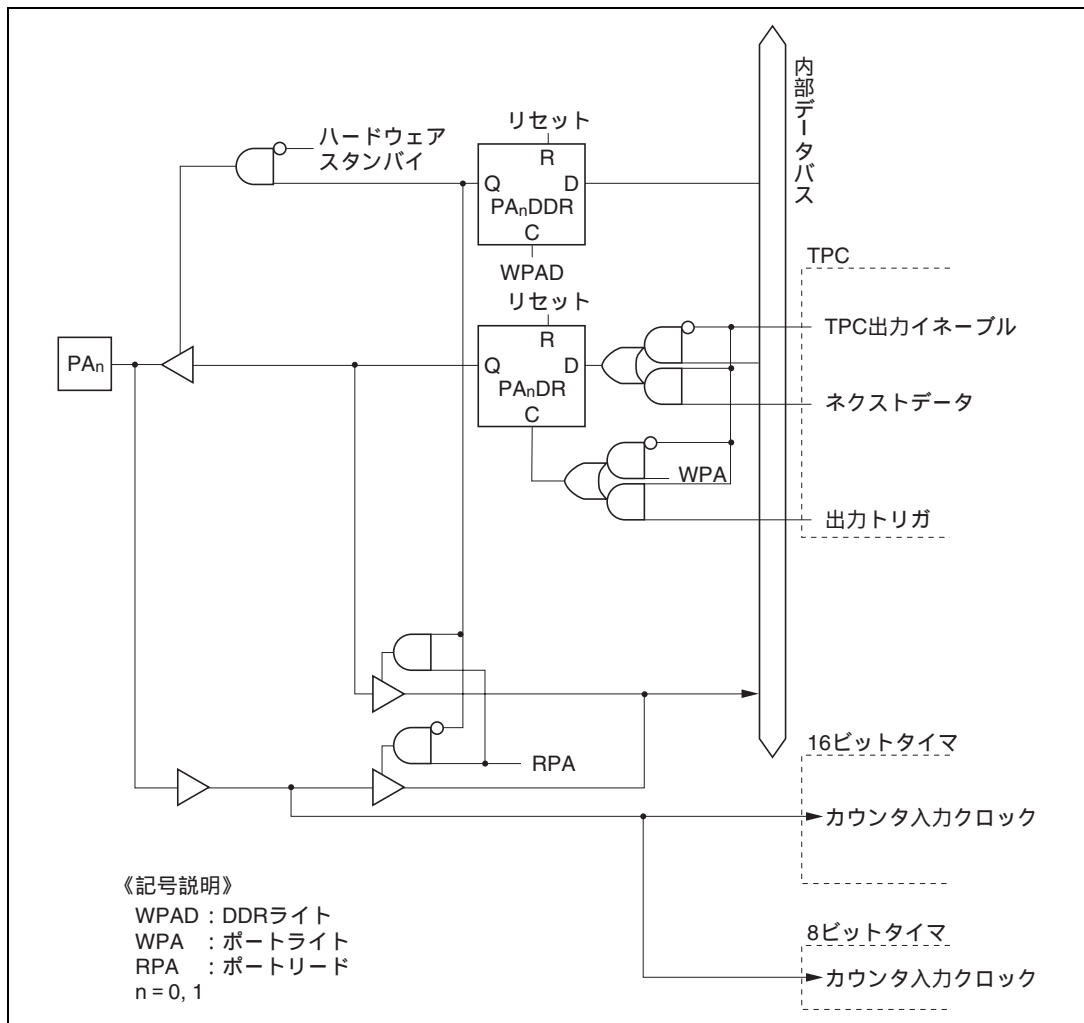 ハードウェア
スタンバイ
リセット
R
Q
D
PAnDDR
C
WPAD
内部データバス
TPC
リセット
R
Q
D
PAnDR
C
TPC出力イネーブル
ネクストデータ
WPA
出力トリガ
PAn
RPA
16ビットタイマ
カウンタ入力クロック
8ビットタイマ
カウンタ入力クロック
《記号説明》
WPAD：DDRライト
WPA ：ポートライト
RPA ：ポートリード
n = 0, 1